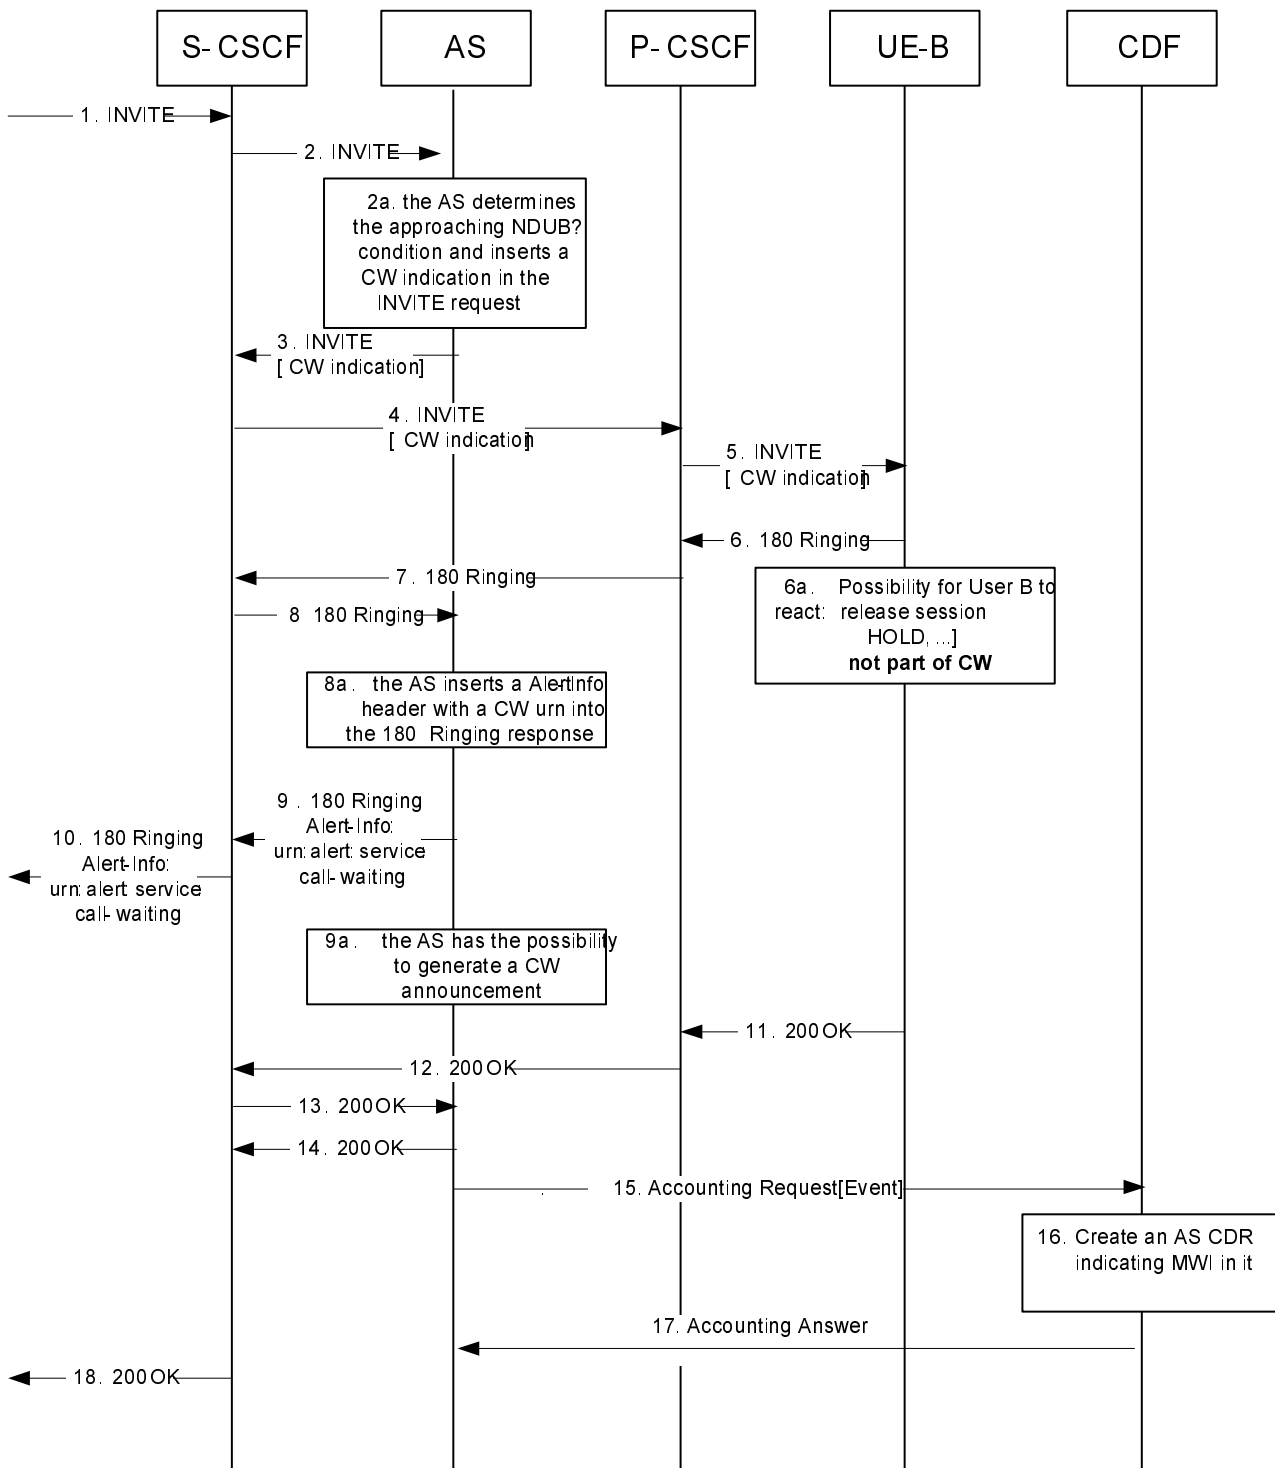 S-CSCF
AS
P-CSCF
UE-B
CDF
1. INVITE
2. INVITE
2a. the AS determines
the approaching NDUB?
condition and inserts a
CW indication in the
INVITE request
3. INVITE
[ CW indication]
4. INVITE
[ CW indication]
5. INVITE
[ CW indication]
6. 180 Ringing
7. 180 Ringing
6a. Possibility for User B to
react: release session
HOLD, ...]
not part of CW
8 180 Ringing
8a. the AS inserts a Alert-Info
header with a CW urn into
the 180 Ringing response
9. 180 Ringing
Alert-Info:
urn:alert: service
call-waiting
10. 180 Ringing
Alert-Info:
urn:alert service
call-waiting
9a. the AS has the possibility
to generate a CW
announcement
11. 200 OK
12. 200 OK
13. 200 OK
14. 200 OK
15. Accounting Request[Event]
16. Create an AS CDR
indicating MWI in it
17. Accounting Answer
18. 200 OK